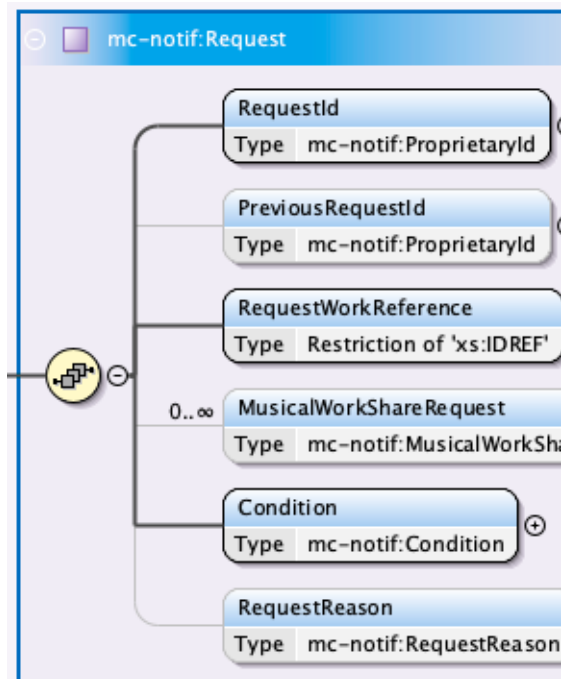 mc-notif:Request
RequestId
Type mc-notif:ProprietaryId
PreviousRequestId
Type mc-notif:ProprietaryId
RequestWorkReference
Type Restriction of 'xs:IDREF'
0..∞ MusicalWorkShareRequest
Type mc-notif:MusicalWorkSha
Condition
Type mc-notif:Condition
RequestReason
Type mc-notif:RequestReason